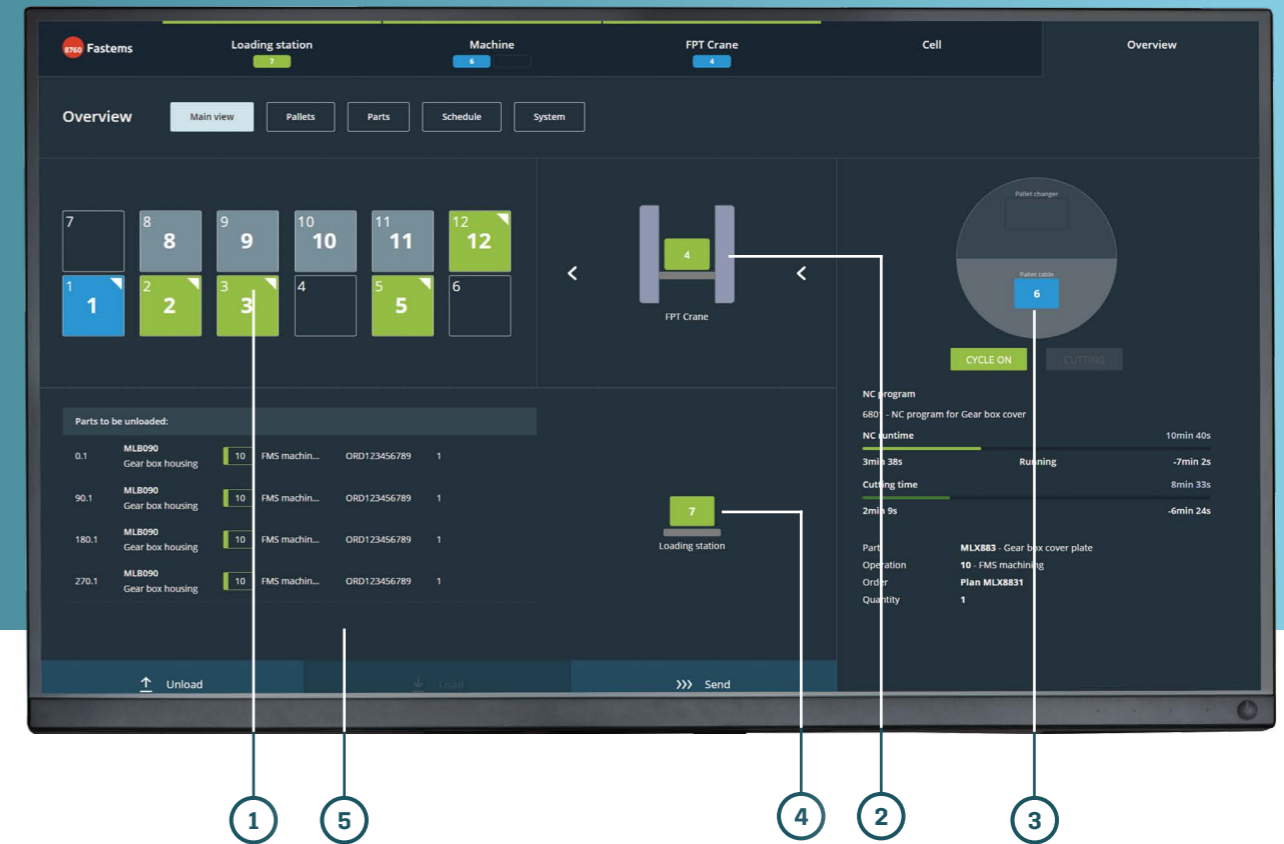 8760 Fastems
Loading station
7
Machine
6
FPT Crane
4
Cell
Overview
Overview
Main view
Pallets
Parts
Schedule
System
7
8 8
9 9
10 10
11 11
12 12
1 1
2 2
3 3
4
5 5
6
4
FPT Crane
Pallet changer
Pallet table
6
CYCLE ON
CUTTING
Parts to be unloaded:
0.1 MLB090 Gear box housing 10 FMS machin... ORD123456789 1
90.1 MLB090 Gear box housing 10 FMS machin... ORD123456789 1
180.1 MLB090 Gear box housing 10 FMS machin... ORD123456789 1
270.1 MLB090 Gear box housing 10 FMS machin... ORD123456789 1
7
Loading station
NC program
6801 - NC program for Gear box cover
NC runtime 10min 40s
3min 38s Running -7min 2s
Cutting time 8min 33s
2min 9s -6min 24s
Part MLX883 - Gear box cover plate
Operation 10 - FMS machining
Order Plan MLX8831
Quantity 1
Unload
Load
>>> Send
1
5
4
2
3